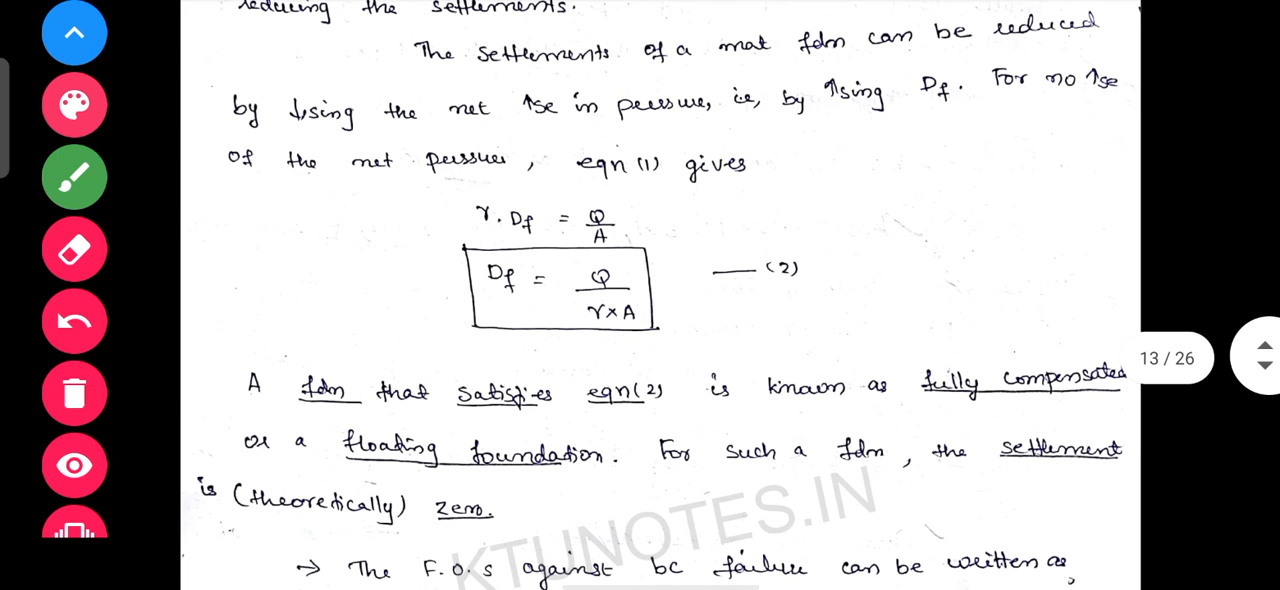 reducing the settlements.
The settlements of a mat fdn can be reduced
by ↓sing the net ↑se in pressure, ie, by ↑sing Df. For no ↑se
of the net pressure, eqn (1) gives
γ. Df = Q/A
Df = Q/γ×A —(2)
13 / 26
A fdn that satisfies eqn(2) is known as fully compensated
or a floating foundation. For such a fdn, the settlement
is (theoretically) zero.
KTUNOTES.IN
→ The F.O.S against bc failure can be written as,